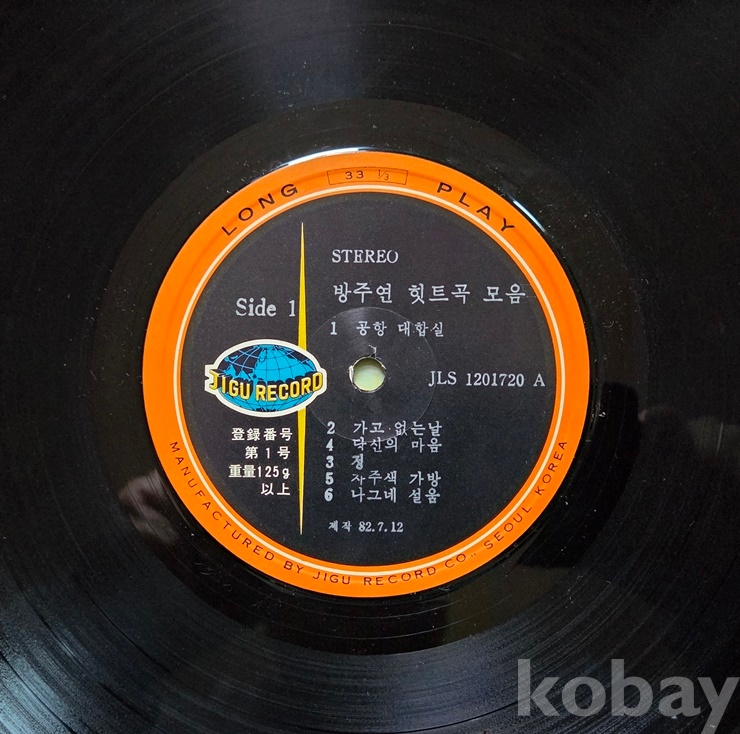 LONG PLAY
33 1/3
STEREO
방주연 힛트곡 모음
Side 1
1 공항 대합실
JLS 1201720 A
JIGU RECORD
2 가고 없는날
4 당신의 마음
3 정
5 자주색 가방
6 나그네 설움
登録番号
第1号
重量125g
以上
제작 82.7.12
MANUFACTURED BY JIGU RECORD CO., SEOUL KOREA
kobay